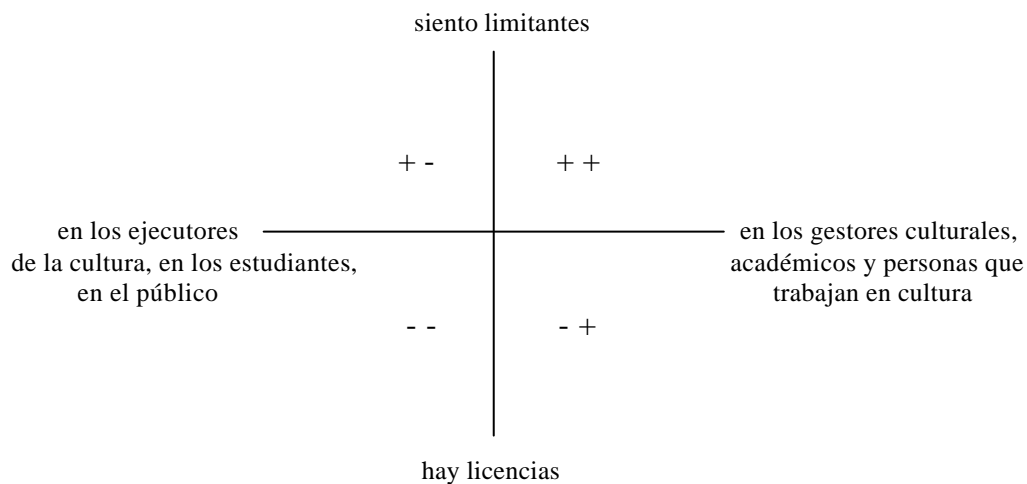 siento limitantes
+ - + +
en los ejecutores
de la cultura, en los estudiantes,
en el público
en los gestores culturales,
académicos y personas que
trabajan en cultura
- - - +
hay licencias